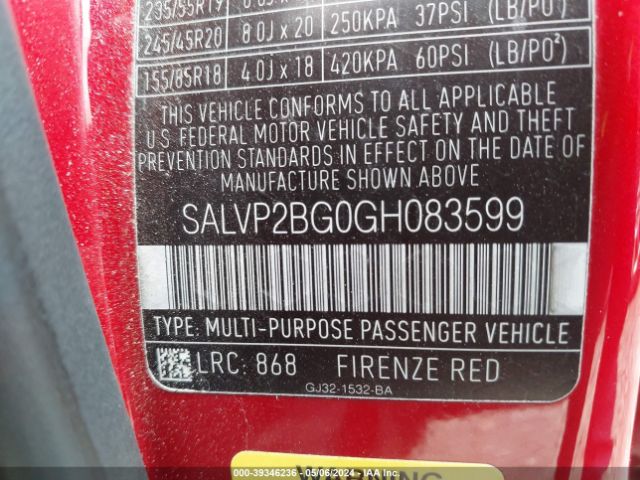 235/55R19
245/45R20 8.0J x 20 250KPA 37PSI (LB/PO²)
155/85R18 4.0J x 18 420KPA 60PSI (LB/PO²)
THIS VEHICLE CONFORMS TO ALL APPLICABLE
U.S. FEDERAL MOTOR VEHICLE SAFETY AND THEFT
PREVENTION STANDARDS IN EFFECT ON THE DATE OF
MANUFACTURE SHOWN ABOVE
SALVP2BG0GH083599
TYPE: MULTI-PURPOSE PASSENGER VEHICLE
LRC: 868 FIRENZE RED
GJ32-1532-BA
WARNING
000-39346236 - 05/06/2024 - IAA Inc.